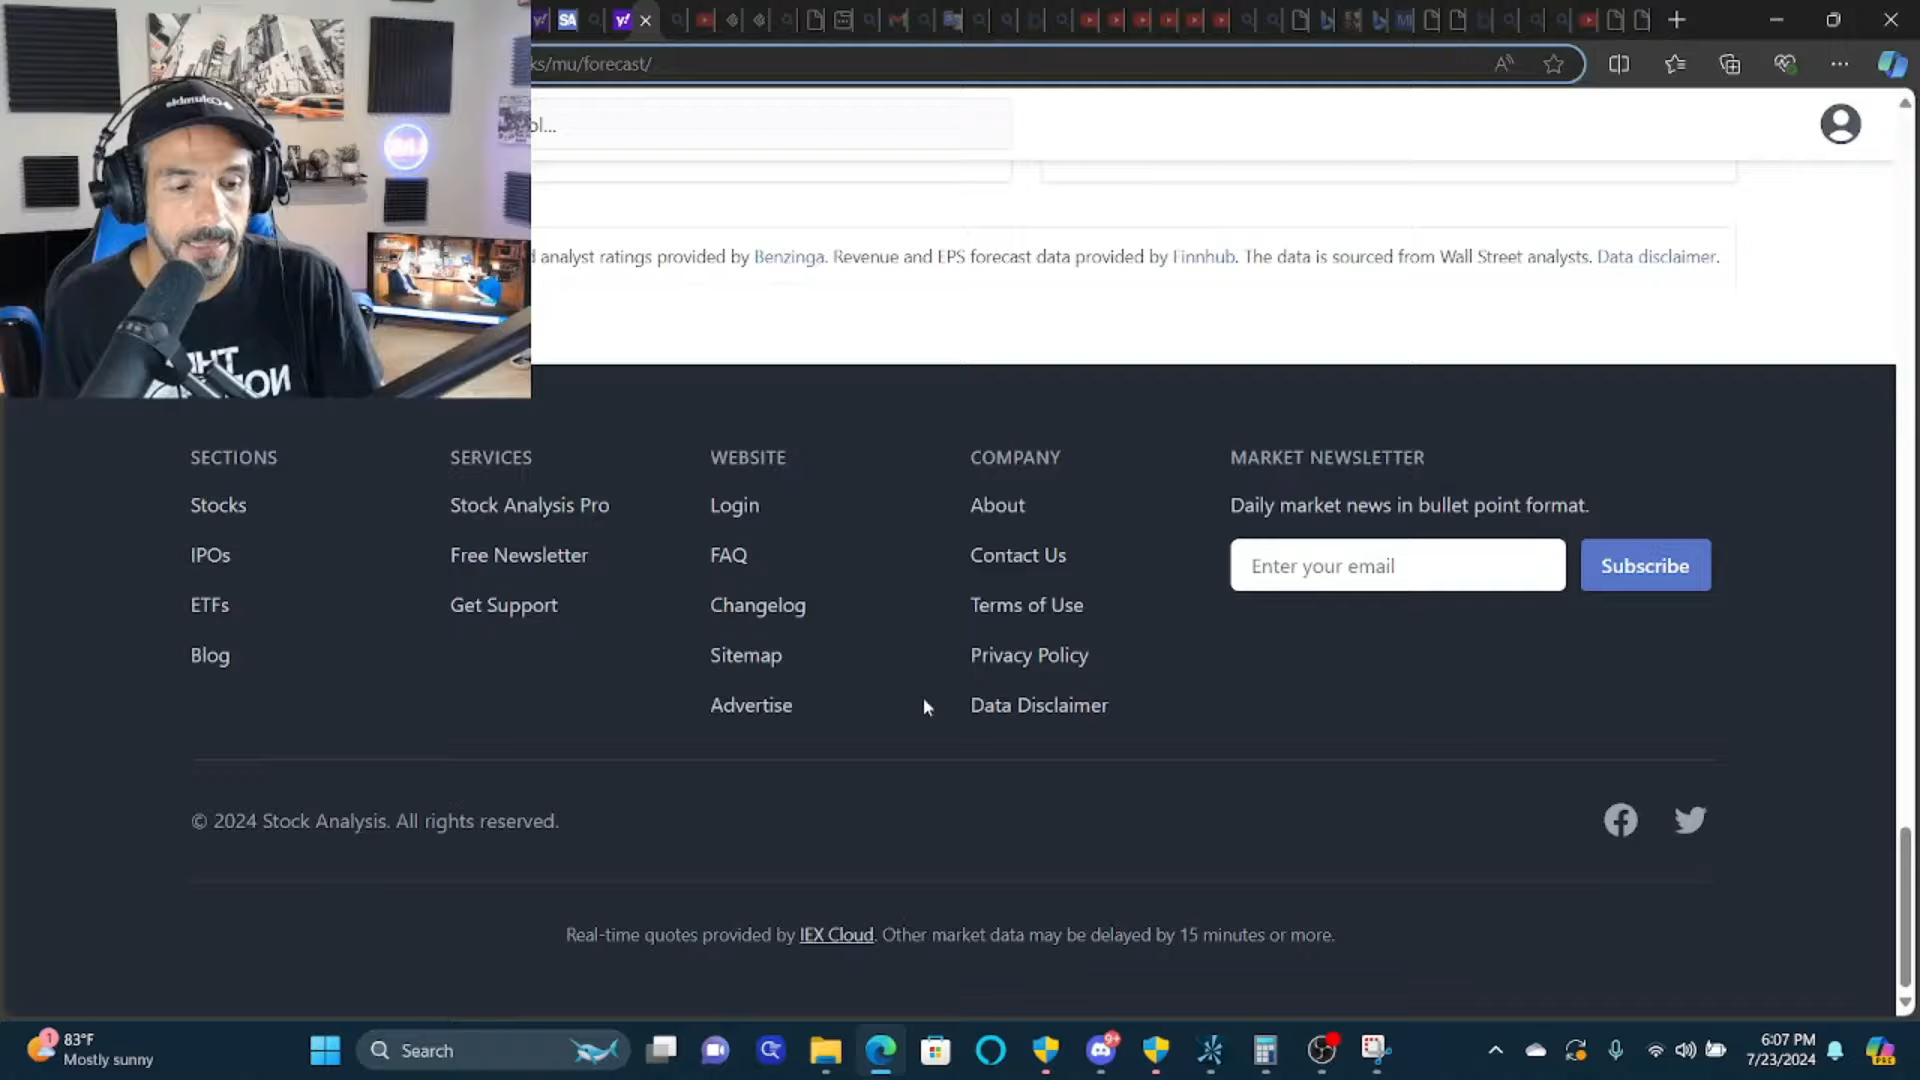 ks/mu/forecast/
ol...
analyst ratings provided by Benzinga. Revenue and EPS forecast data provided by Finnhub. The data is sourced from Wall Street analysts. Data disclaimer.
SECTIONS
Stocks
IPOs
ETFs
Blog
SERVICES
Stock Analysis Pro
Free Newsletter
Get Support
WEBSITE
Login
FAQ
Changelog
Sitemap
Advertise
COMPANY
About
Contact Us
Terms of Use
Privacy Policy
Data Disclaimer
MARKET NEWSLETTER
Daily market news in bullet point format.
Enter your email
Subscribe
© 2024 Stock Analysis. All rights reserved.
Real-time quotes provided by IEX Cloud. Other market data may be delayed by 15 minutes or more.
83°F
Mostly sunny
Search
6:07 PM
7/23/2024